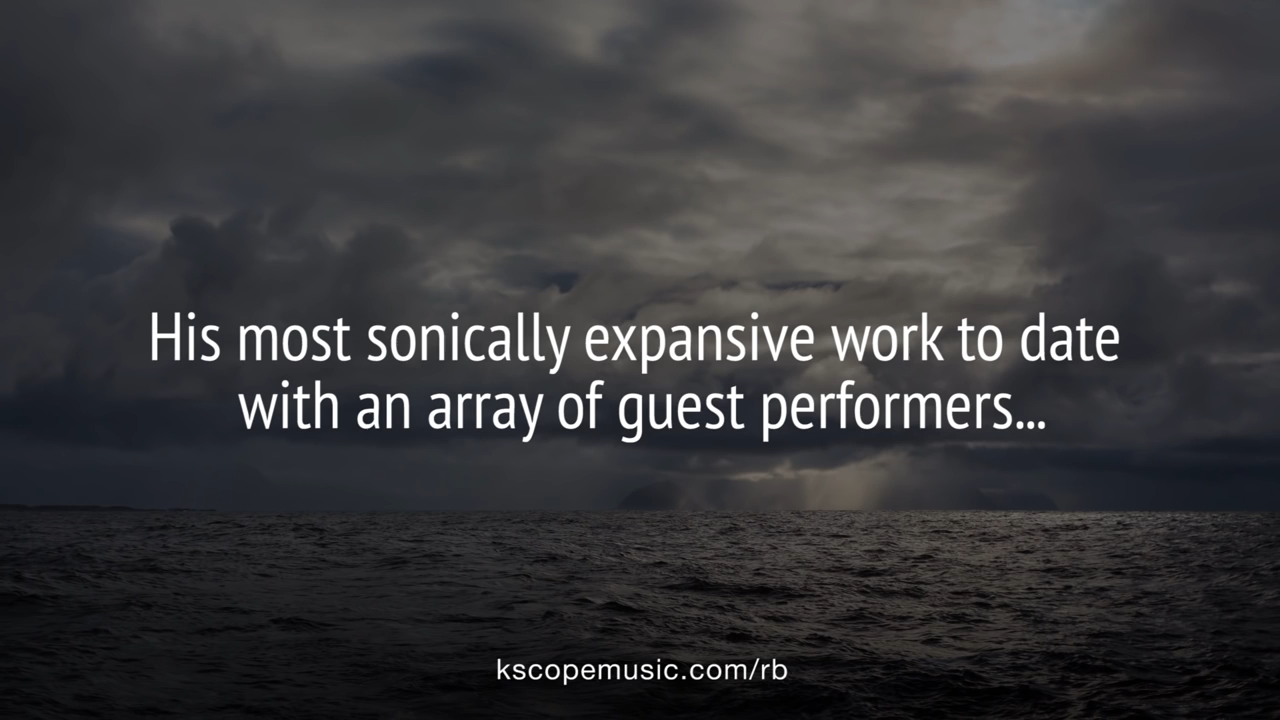 His most sonically expansive work to date
with an array of guest performers...
kscopemusic.com/rb